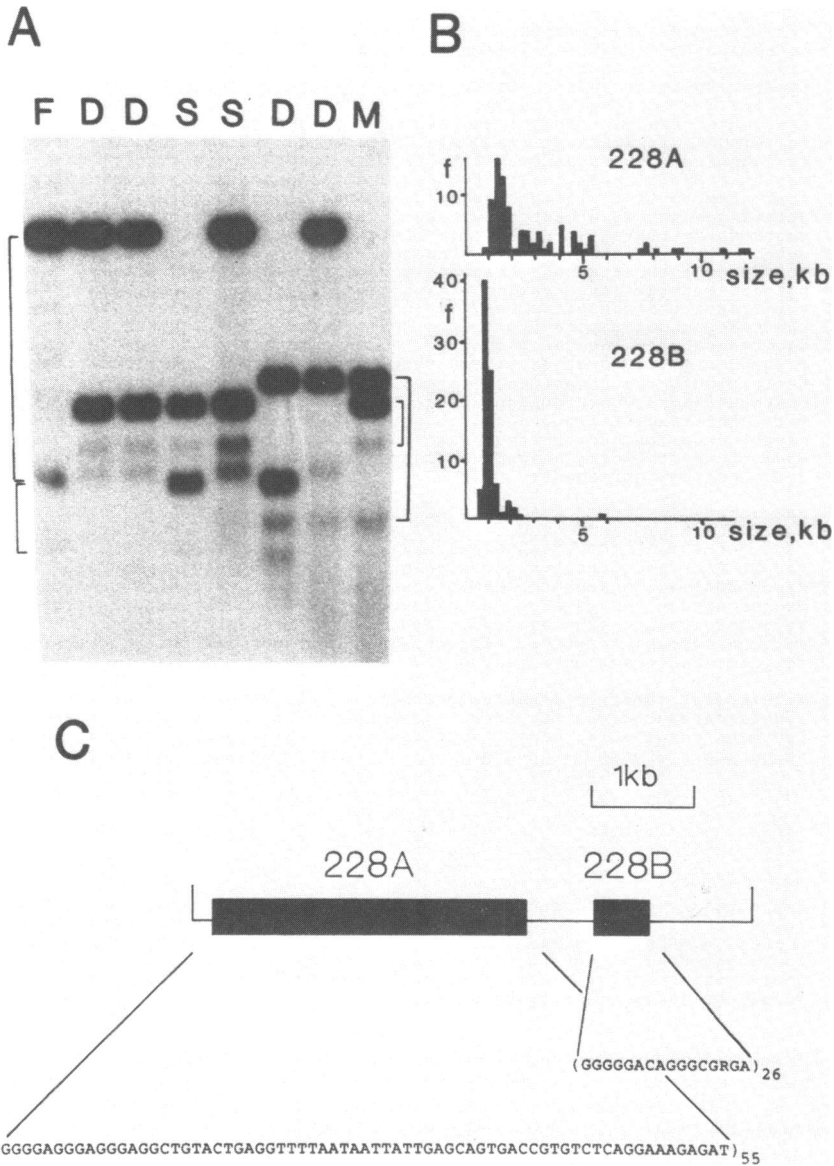 A
B
F D D S S D D M
f
10
228A
5 10 size,kb
40
f
30
228B
20
10
5 10 size,kb
C
1kb
228A 228B
(GGGGGACAGGGCGRGA)26
GGGGAGGGAGGGAGGCTGTACTGAGGTTTTAATAATTATTGAGCAGTGACCGTGTCTCAGGAAAGAGAT)55